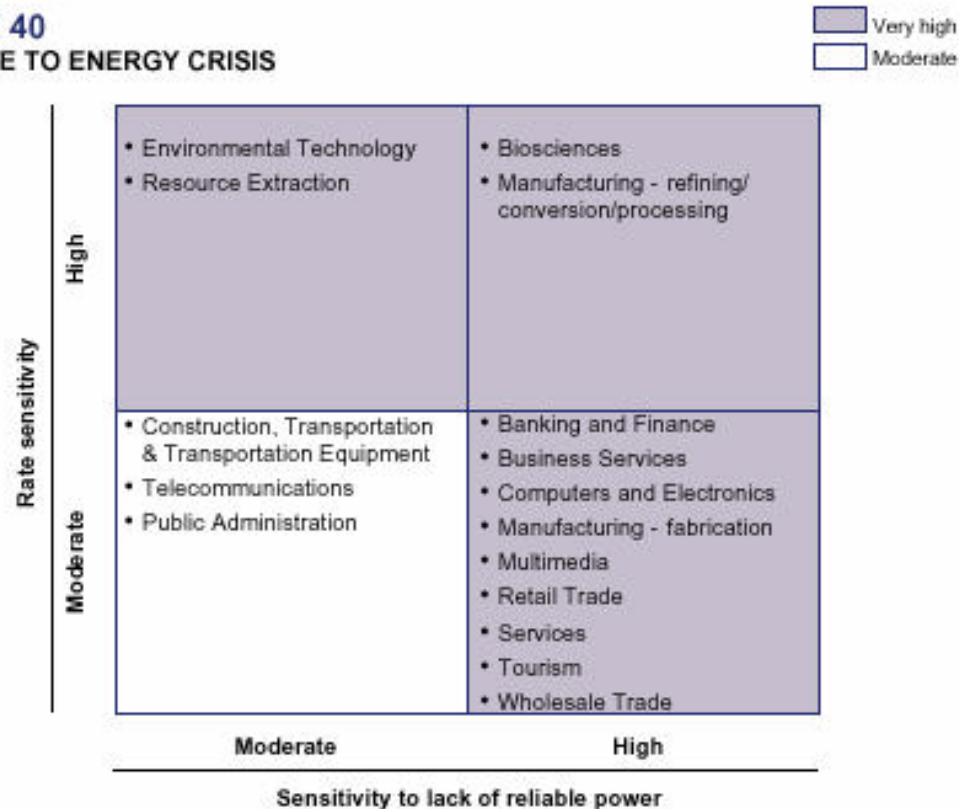 40
E TO ENERGY CRISIS
Very high
Moderate
Rate sensitivity
High
Moderate
• Environmental Technology
• Resource Extraction
• Biosciences
• Manufacturing - refining/
conversion/processing
• Construction, Transportation
& Transportation Equipment
• Telecommunications
• Public Administration
• Banking and Finance
• Business Services
• Computers and Electronics
• Manufacturing - fabrication
• Multimedia
• Retail Trade
• Services
• Tourism
• Wholesale Trade
Moderate
High
Sensitivity to lack of reliable power